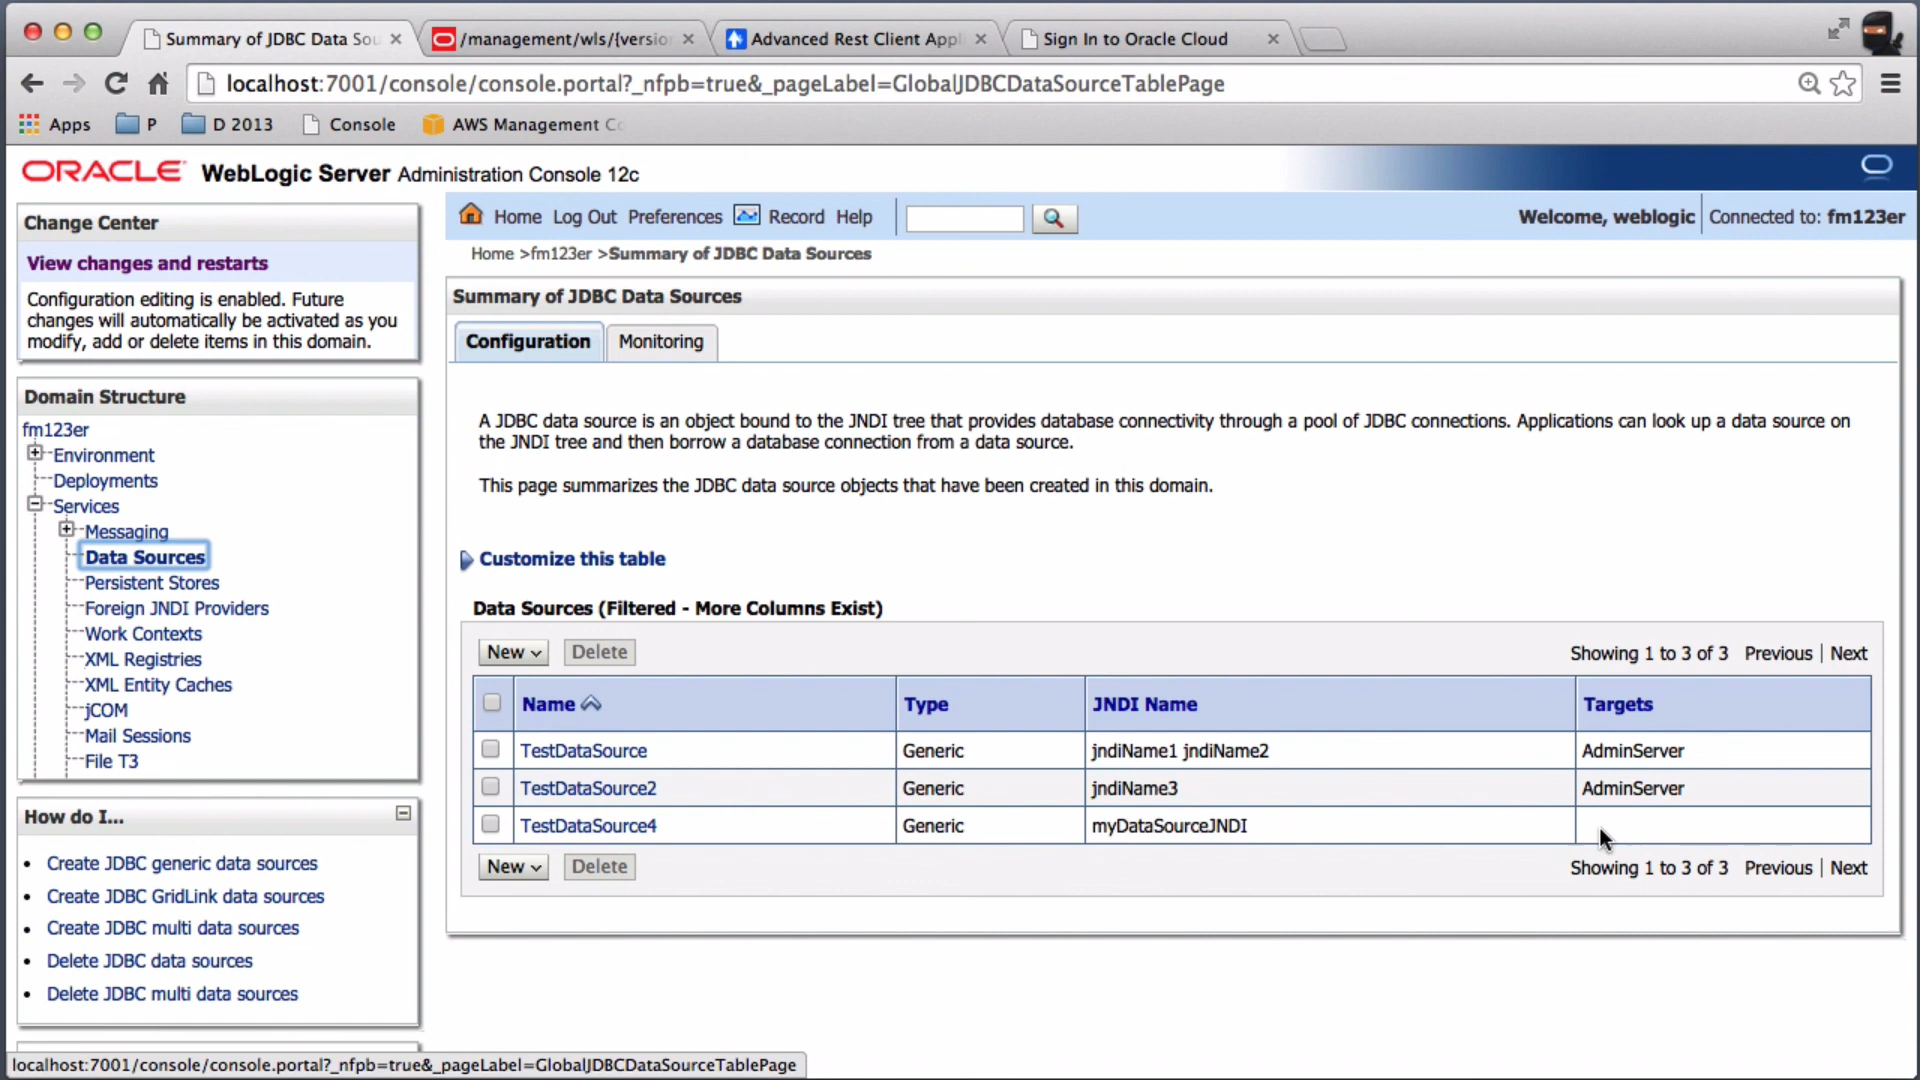 Summary of JDBC Data Sou
/management/wls/{versio
Advanced Rest Client Appl
Sign In to Oracle Cloud
localhost:7001/console/console.portal?_nfpb=true&_pageLabel=GlobalJDBCDataSourceTablePage
Apps
P
D 2013
Console
AWS Management Co
ORACLE WebLogic Server Administration Console 12c
Change Center
View changes and restarts
Configuration editing is enabled. Future
changes will automatically be activated as you
modify, add or delete items in this domain.
Domain Structure
fm123er
Environment
Deployments
Services
Messaging
Data Sources
Persistent Stores
Foreign JNDI Providers
Work Contexts
XML Registries
XML Entity Caches
jCOM
Mail Sessions
File T3
How do I...
• Create JDBC generic data sources
• Create JDBC GridLink data sources
• Create JDBC multi data sources
• Delete JDBC data sources
• Delete JDBC multi data sources
Home Log Out Preferences Record Help
Welcome, weblogic Connected to: fm123er
Home >fm123er >Summary of JDBC Data Sources
Summary of JDBC Data Sources
Configuration Monitoring
A JDBC data source is an object bound to the JNDI tree that provides database connectivity through a pool of JDBC connections. Applications can look up a data source on
the JNDI tree and then borrow a database connection from a data source.
This page summarizes the JDBC data source objects that have been created in this domain.
Customize this table
Data Sources (Filtered - More Columns Exist)
New Delete Showing 1 to 3 of 3 Previous | Next
Name Type JNDI Name Targets
TestDataSource Generic jndiName1 jndiName2 AdminServer
TestDataSource2 Generic jndiName3 AdminServer
TestDataSource4 Generic myDataSourceJNDI
New Delete Showing 1 to 3 of 3 Previous | Next
localhost:7001/console/console.portal?_nfpb=true&_pageLabel=GlobalJDBCDataSourceTablePage